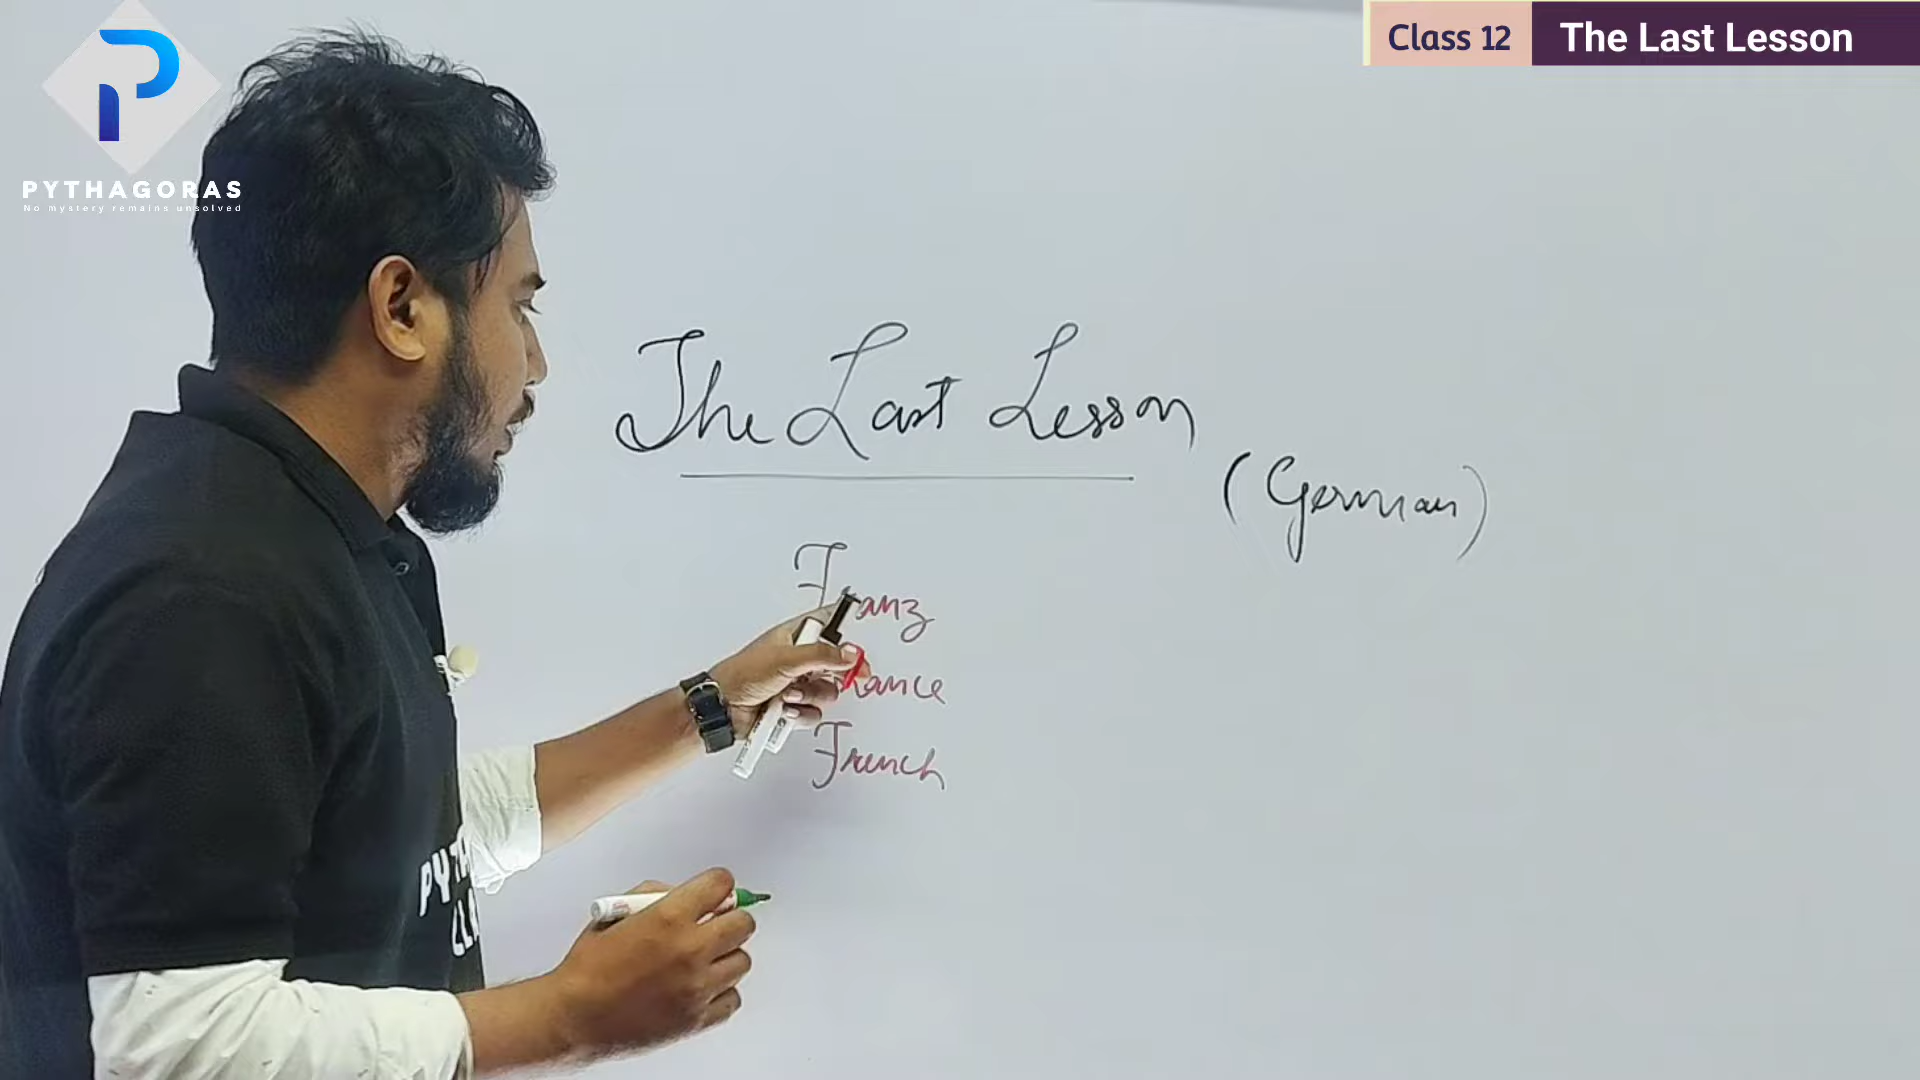 Class 12 The Last Lesson
P
PYTHAGORAS
No mystery remains unsolved
The Last Lesson
(German)
Franz
France
French